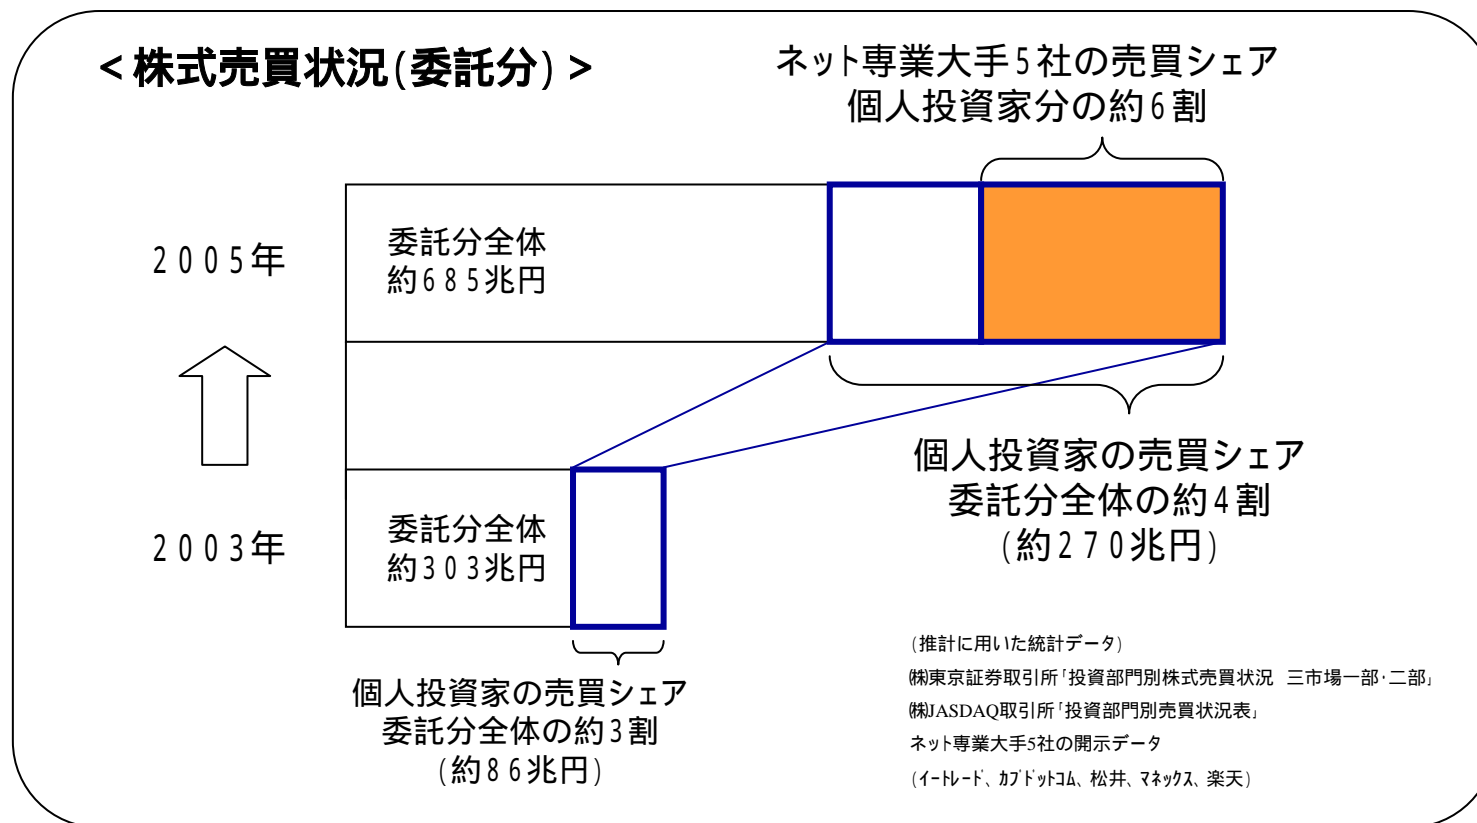 <株式売買状況(委託分)>
ネット専業大手5社の売買シェア
個人投資家分の約6割
2005年
委託分全体
約685兆円
個人投資家の売買シェア
委託分全体の約4割
(約270兆円)
2003年
委託分全体
約303兆円
個人投資家の売買シェア
委託分全体の約3割
(約86兆円)
(推計に用いた統計データ)
㈱東京証券取引所「投資部門別株式売買状況 三市場一部・二部」
㈱JASDAQ取引所「投資部門別売買状況表」
ネット専業大手5社の開示データ
(イートレード、カブドットコム、松井、マネックス、楽天)